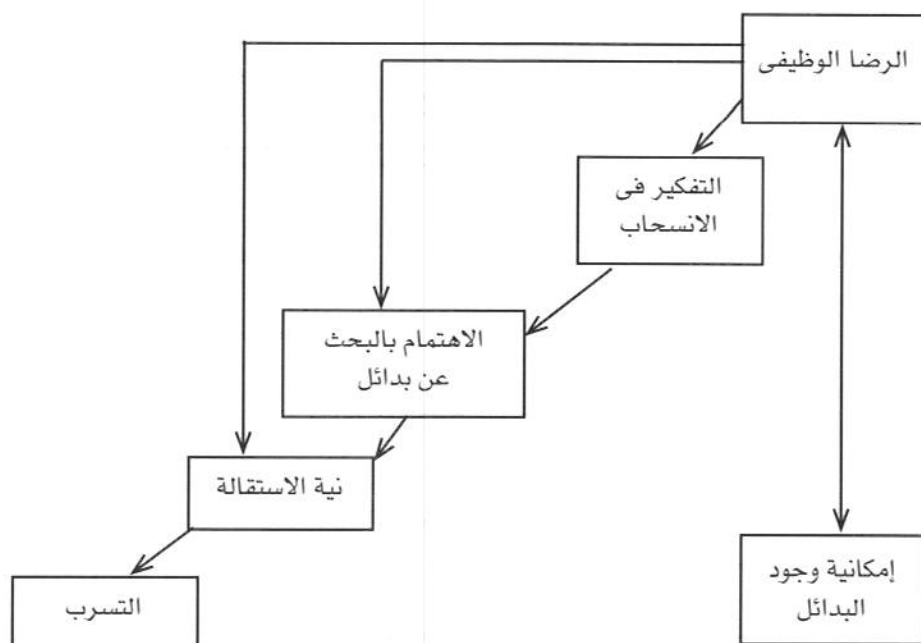 الرضا الوظيفى
التفكير فى
الانسحاب
الاهتمام بالبحث
عن بدائل
نية الاستقالة
إمكانية وجود
البدائل
التسرب